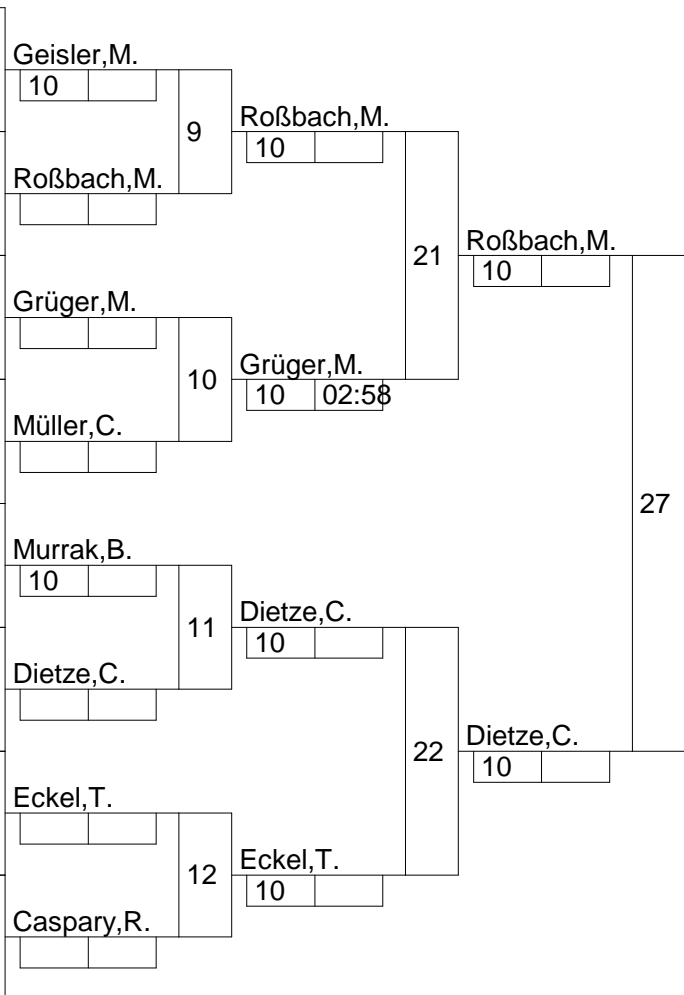 Geisler,M.
10
9
Roßbach,M.
10
Roßbach,M.
21
Roßbach,M.
10
Grüger,M.
10
Grüger,M.
10 02:58
Müller,C.
27
Murrak,B.
10
11
Dietze,C.
10
Dietze,C.
22
Dietze,C.
10
Eckel,T.
12
Eckel,T.
10
Caspary,R.